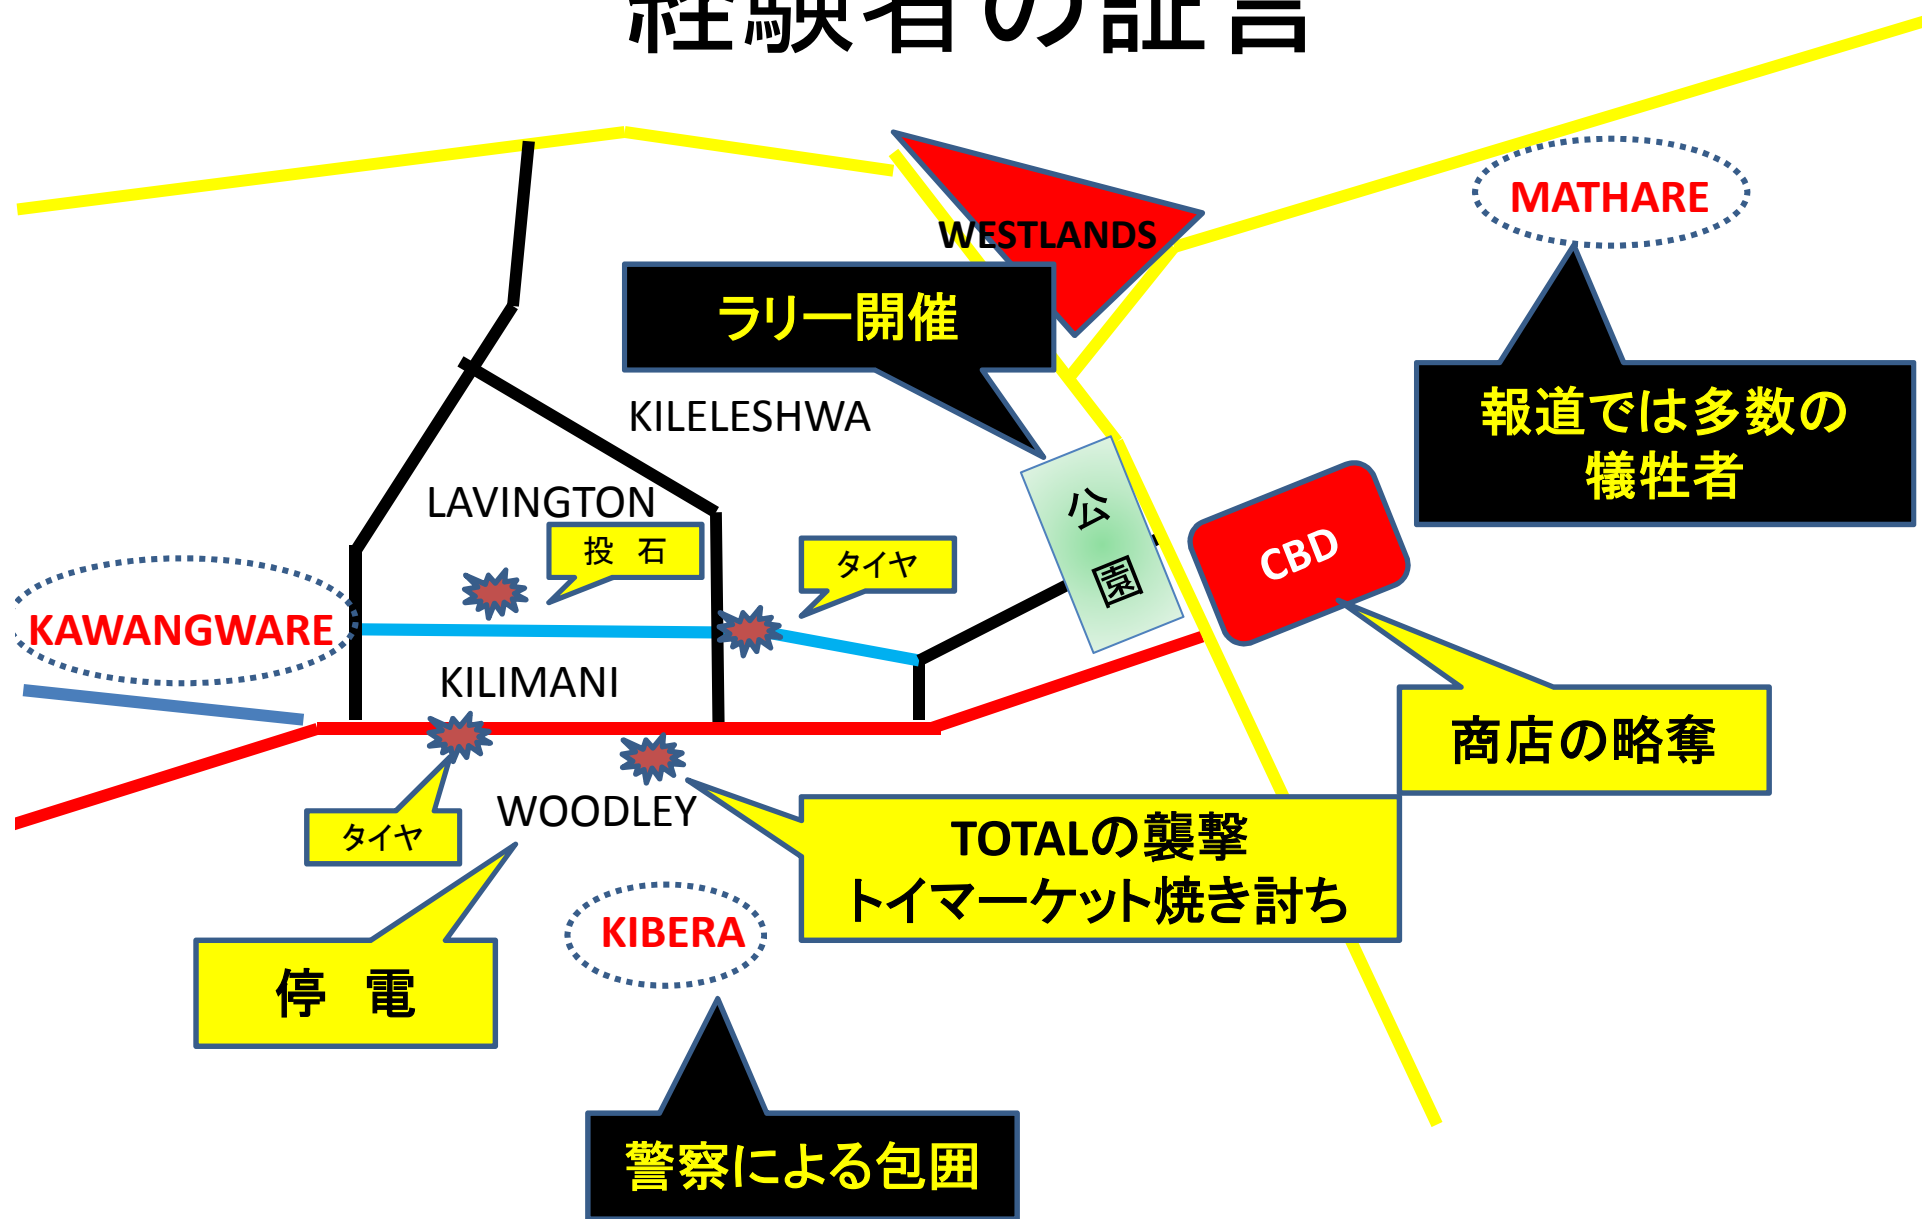 経験者の証言
MATHARE
WESTLANDS
ラリー開催
KILELESHWA
報道では多数の
犠牲者
LAVINGTON
投　石
タイヤ
公
園
CBD
KAWANGWARE
KILIMANI
商店の略奪
タイヤ
WOODLEY
TOTALの襲撃
トイマーケット焼き討ち
KIBERA
停　電
警察による包囲